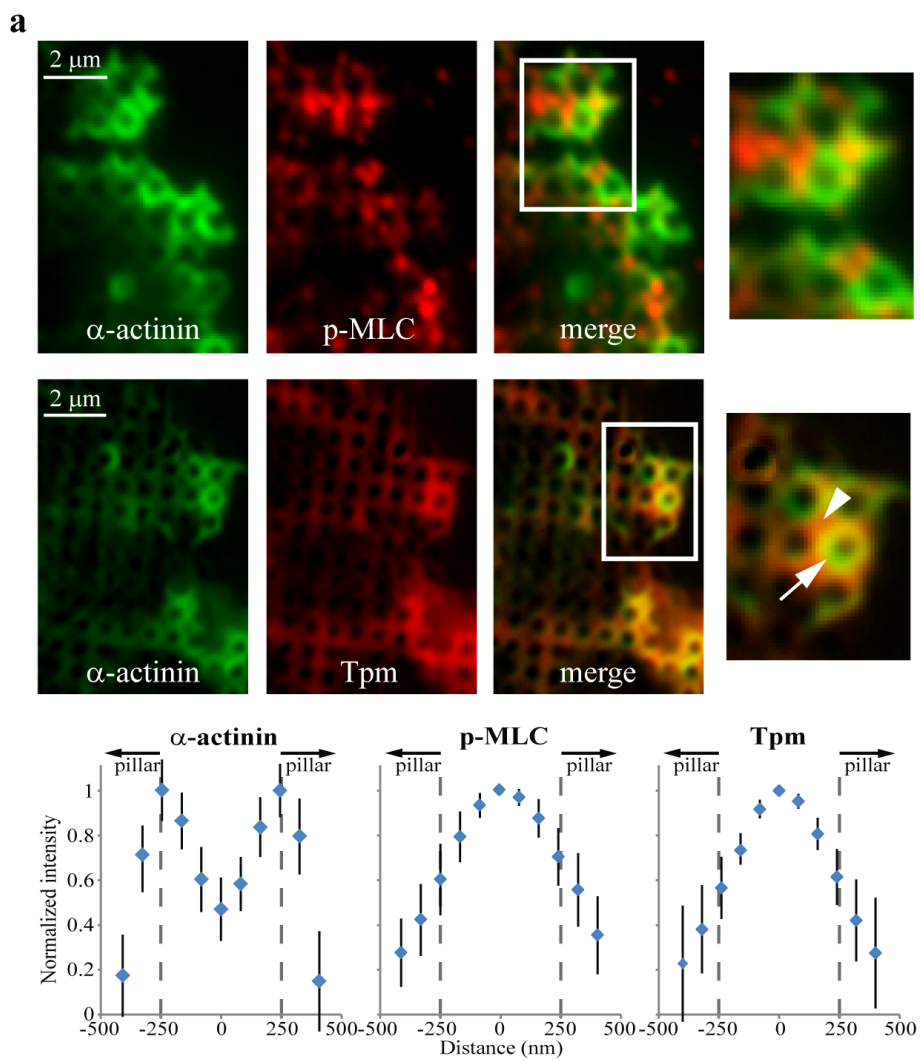 a
2 μm
α-actinin
p-MLC
merge
2 μm
α-actinin
Tpm
merge
α-actinin
p-MLC
Tpm
pillar pillar
pillar pillar
pillar pillar
Normalized intensity
1
0.8
0.6
0.4
0.2
0
-500 -250 0 250 500
-500 -250 0 250 500
-500 -250 0 250 500
Distance (nm)